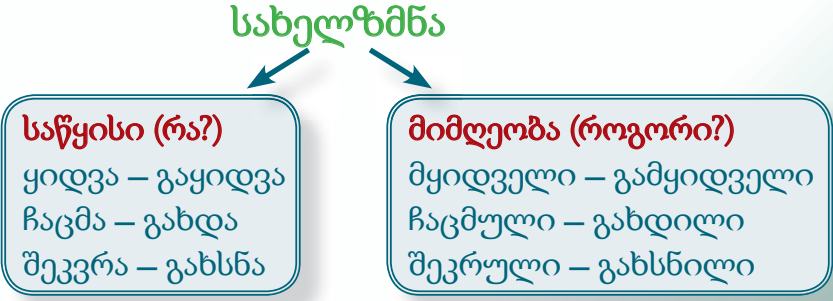 სახელზმნა
საწყისი (რა?)
ყიდვა – გაყიდვა
ჩაცმა – გახდა
შეკვრა – გახსნა
მიმღეობა (როგორი?)
მყიდველი – გამყიდველი
ჩაცმული – გახდილი
შეკრული – გახსნილი